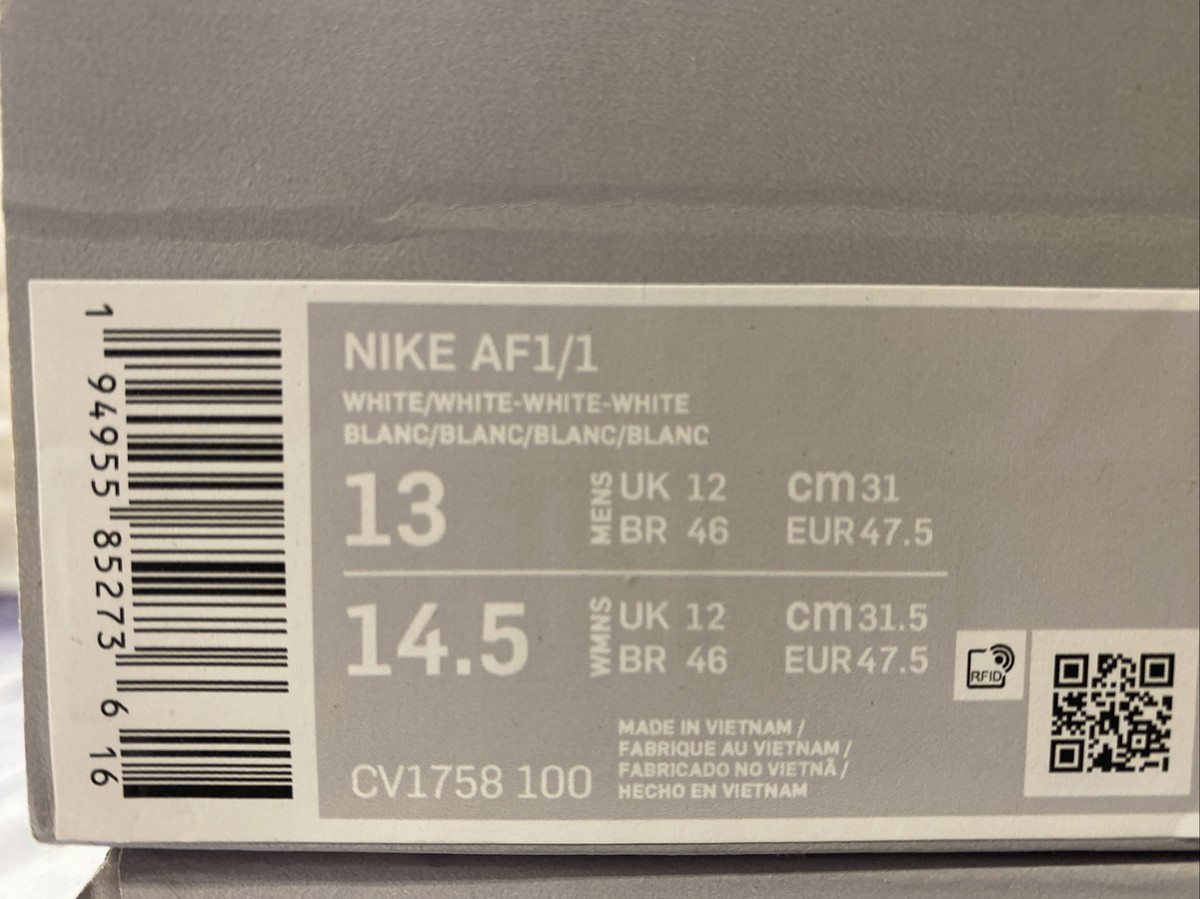 1 94955 85273 6 16
NIKE AF1/1
WHITE/WHITE-WHITE-WHITE
BLANC/BLANC/BLANC/BLANC
13 MENS UK 12 cm 31
BR 46 EUR 47.5
14.5 WMNS UK 12 cm 31.5
BR 46 EUR 47.5
RFID
CV1758 100
MADE IN VIETNAM /
FABRIQUE AU VIETNAM /
FABRICADO NO VIETNÃ /
HECHO EN VIETNAM